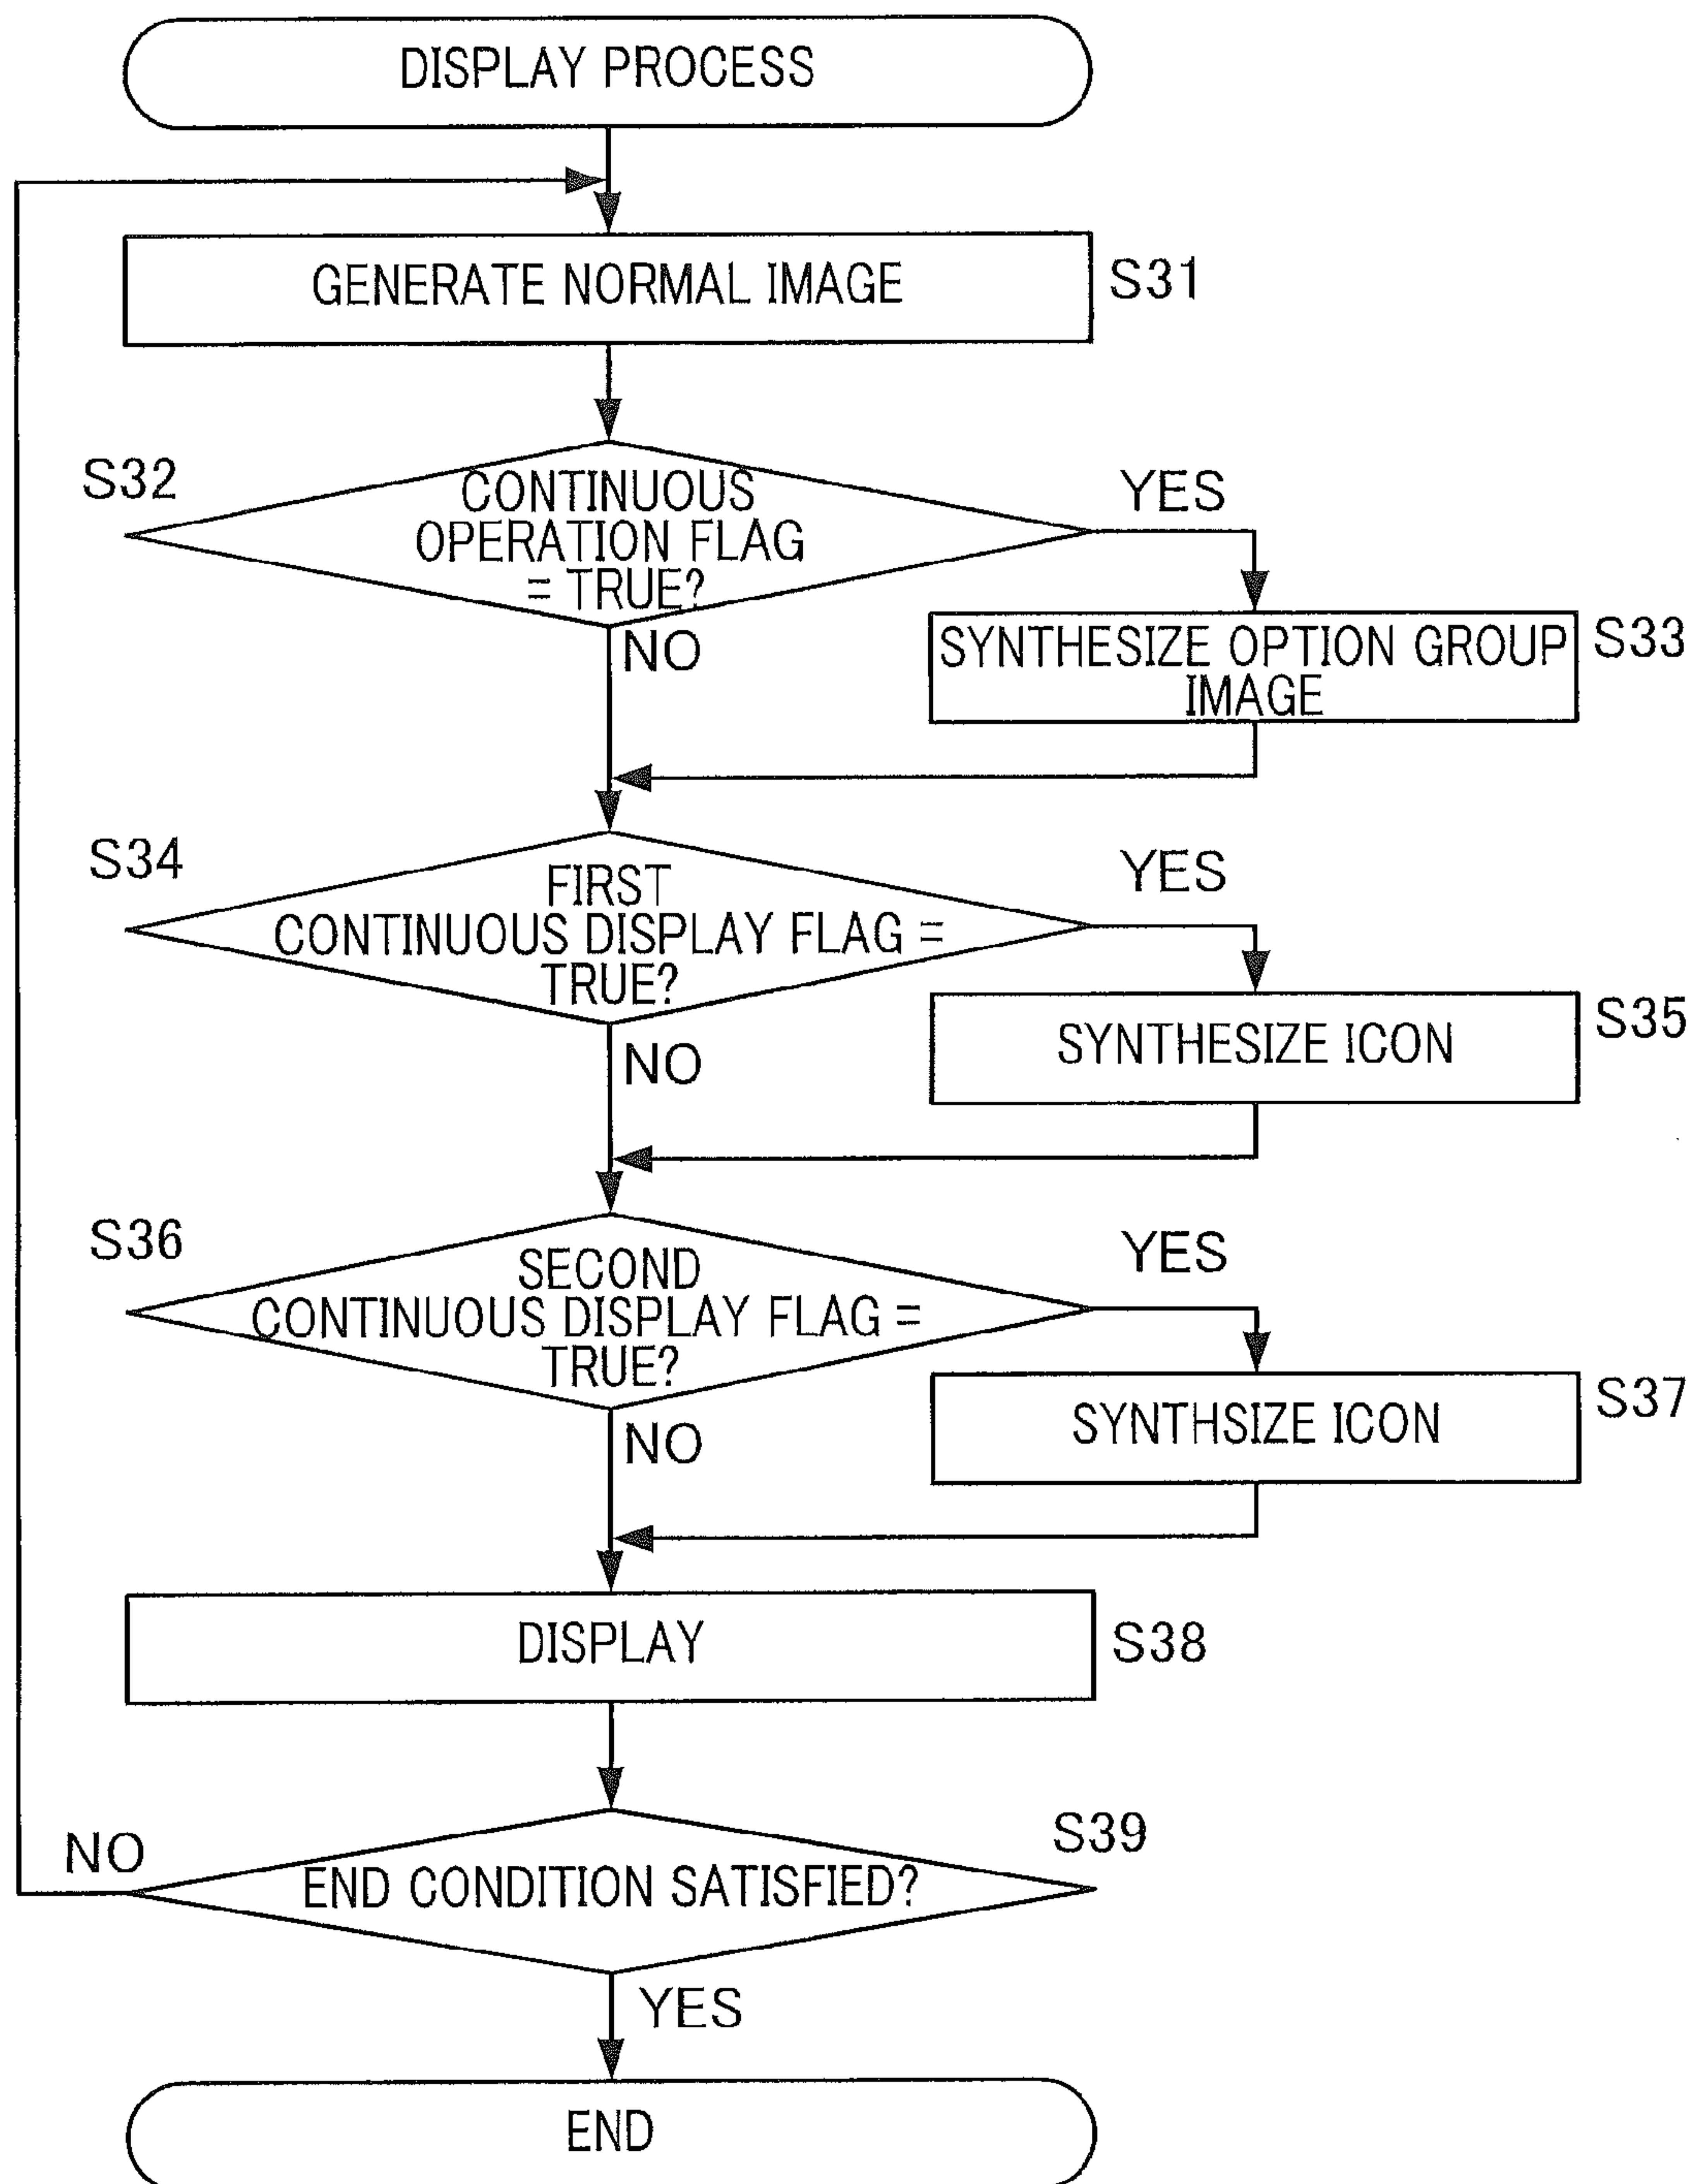 DISPLAY PROCESS
GENERATE NORMAL IMAGE
S31
S32
CONTINUOUS
OPERATION FLAG
= TRUE?
YES
NO
SYNTHESIZE OPTION GROUP
IMAGE
S33
S34
FIRST
CONTINUOUS DISPLAY FLAG =
TRUE?
YES
NO
SYNTHESIZE ICON
S35
S36
SECOND
CONTINUOUS DISPLAY FLAG =
TRUE?
YES
NO
SYNTHSIZE ICON
S37
DISPLAY
S38
S39
NO
END CONDITION SATISFIED?
YES
END